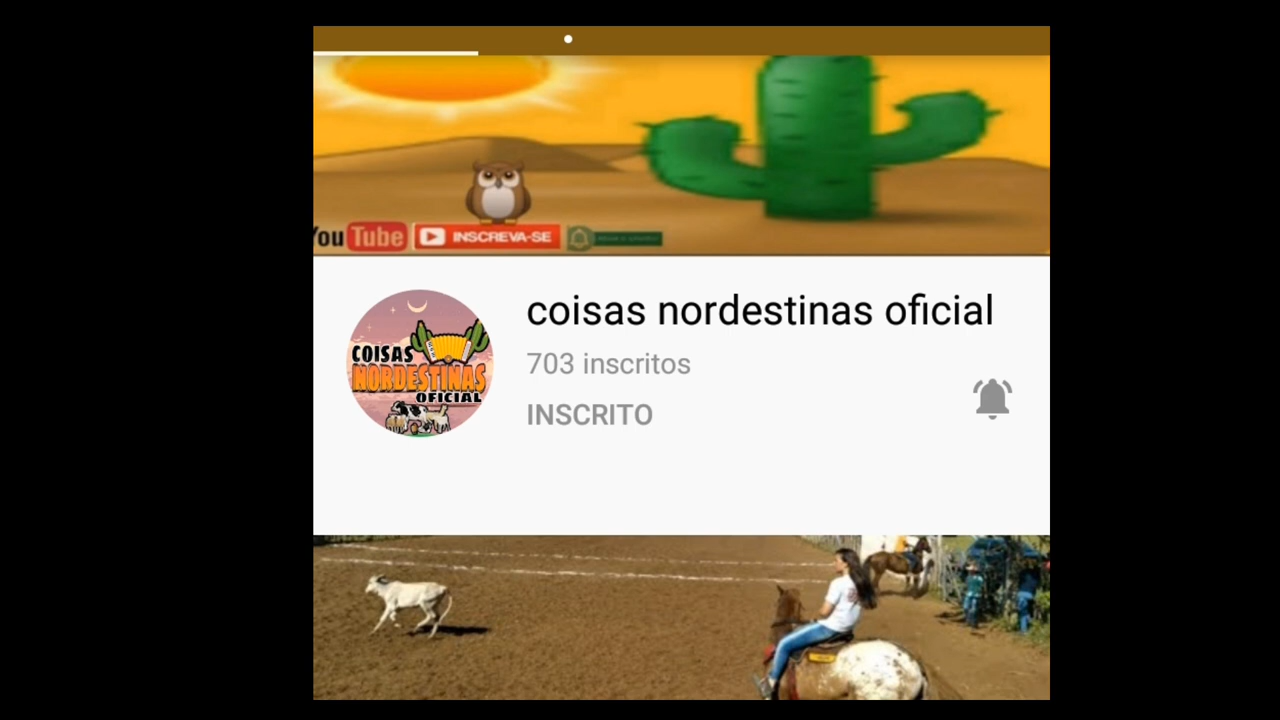 You Tube
INSCREVA-SE
coisas nordestinas oficial
703 inscritos
INSCRITO
COISAS
NORDESTINAS
OFICIAL